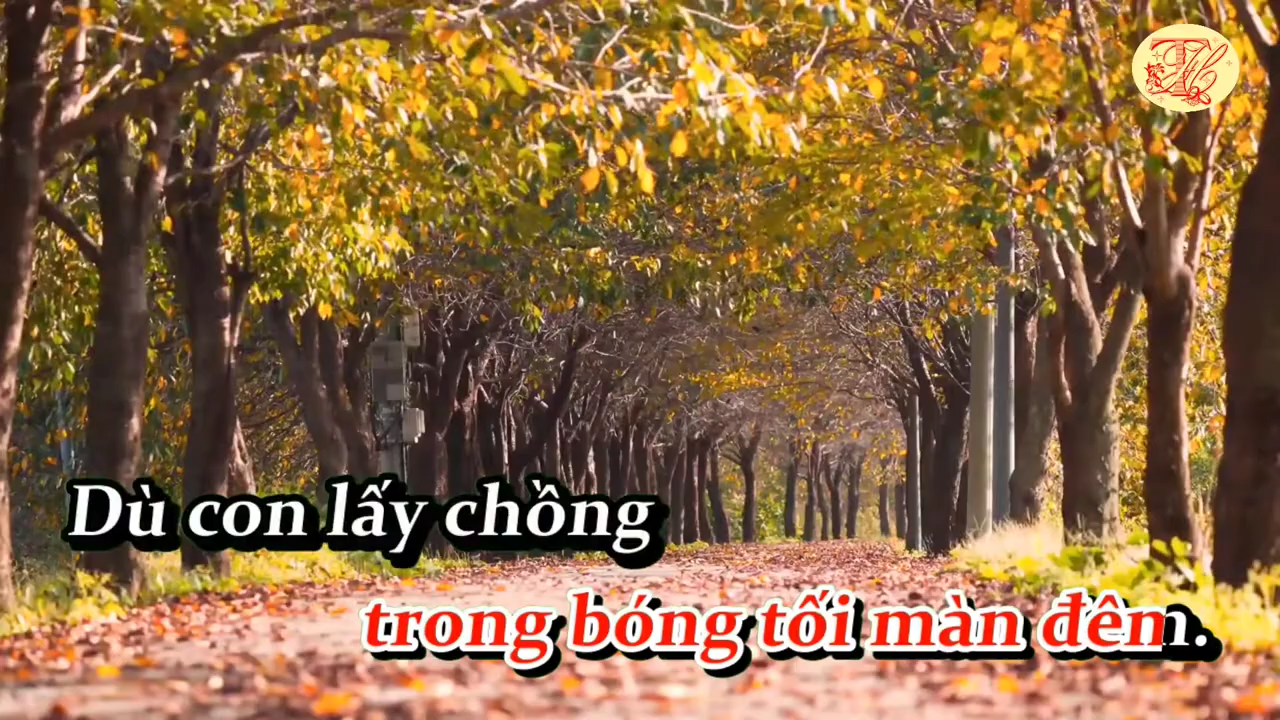 Dù con lấy chồng
trong bóng tối màn đêm.